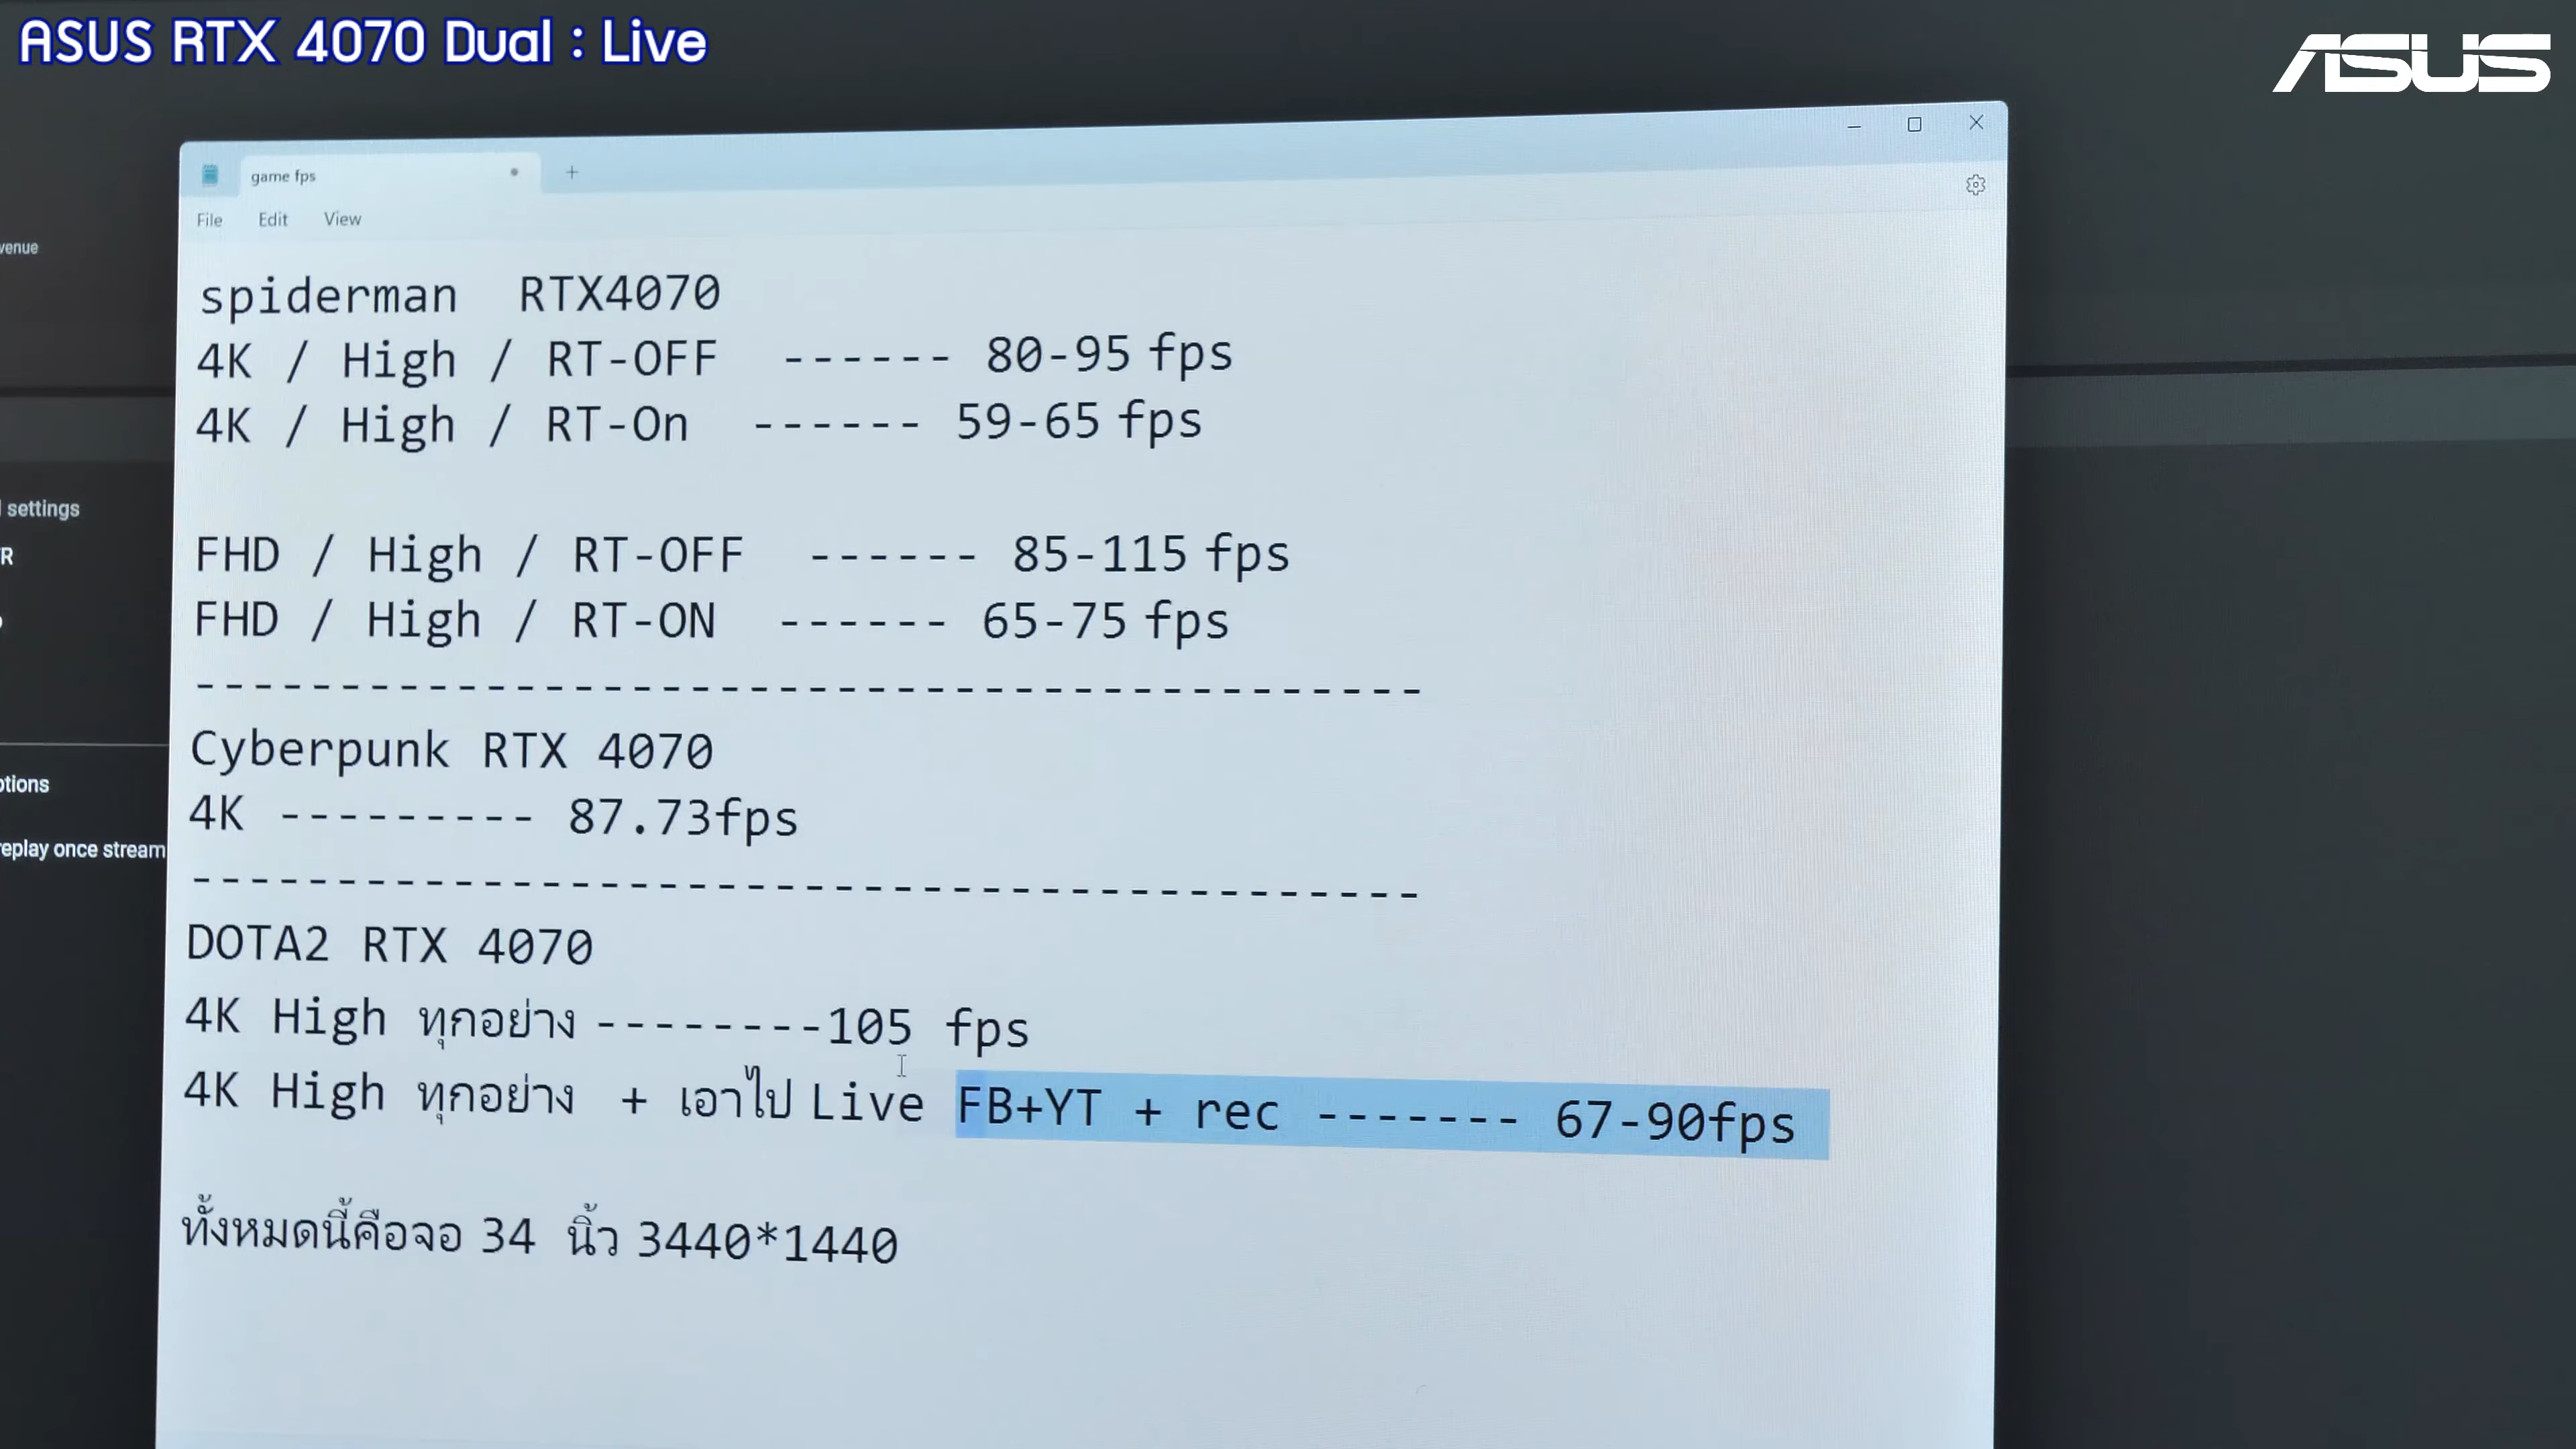 ASUS RTX 4070 Dual : Live
ASUS
game fps
File Edit View
venue
spiderman RTX4070
4K / High / RT-OFF ------ 80-95 fps
4K / High / RT-On ------ 59-65 fps
settings
R
FHD / High / RT-OFF ------ 85-115 fps
FHD / High / RT-ON ------ 65-75 fps
------------------------------------------
Cyberpunk RTX 4070
ptions
4K --------- 87.73fps
eplay once stream
------------------------------------------
DOTA2 RTX 4070
4K High ทุกอย่าง --------105 fps
4K High ทุกอย่าง + เอาไป Live FB+YT + rec ------- 67-90fps
ทั้งหมดนี้คือจอ 34 นิ้ว 3440*1440